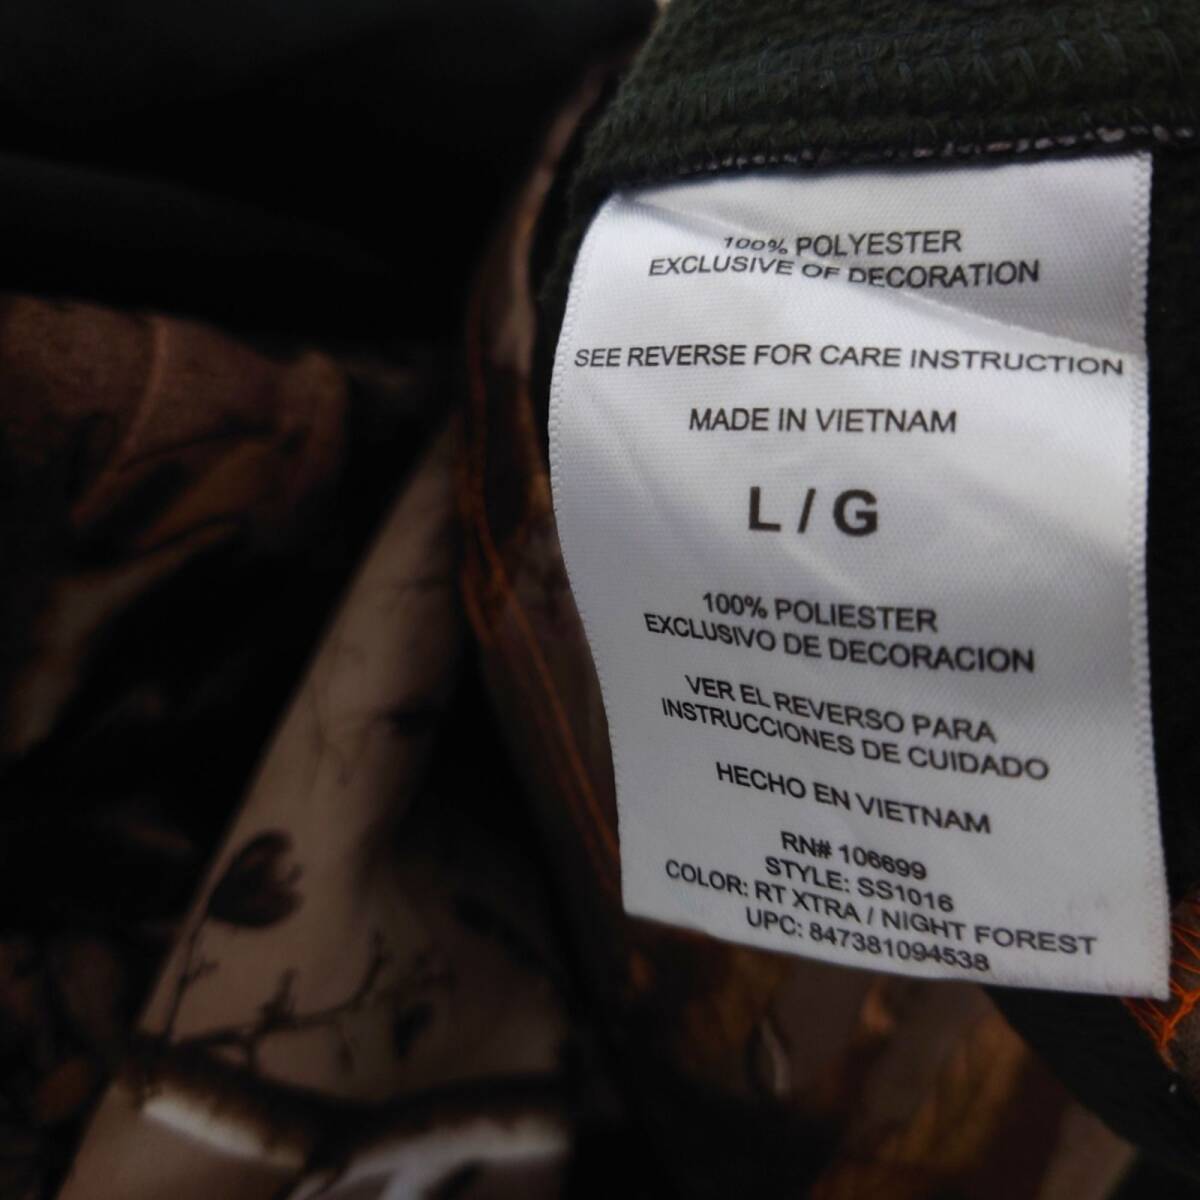 100% POLYESTER
EXCLUSIVE OF DECORATION
SEE REVERSE FOR CARE INSTRUCTION
MADE IN VIETNAM
L / G
100% POLIESTER
EXCLUSIVO DE DECORACION
VER EL REVERSO PARA
INSTRUCCIONES DE CUIDADO
HECHO EN VIETNAM
RN# 106699
STYLE: SS1016
COLOR: RT XTRA / NIGHT FOREST
UPC: 847381094538